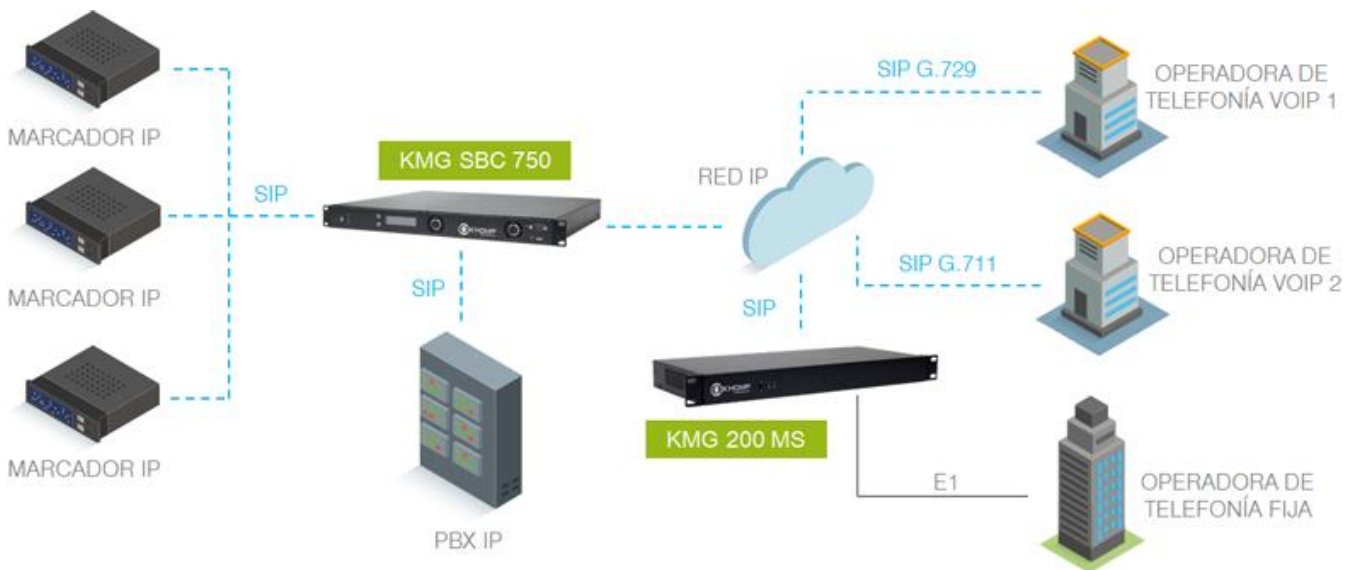 MARCADOR IP
MARCADOR IP
MARCADOR IP
SIP
KMG SBC 750
KHOMP
SIP
PBX IP
RED IP
SIP
KHOMP
KMG 200 MS
SIP G.729
OPERADORA DE
TELEFONÍA VOIP 1
SIP G.711
OPERADORA DE
TELEFONÍA VOIP 2
E1
OPERADORA DE
TELEFONÍA FIJA